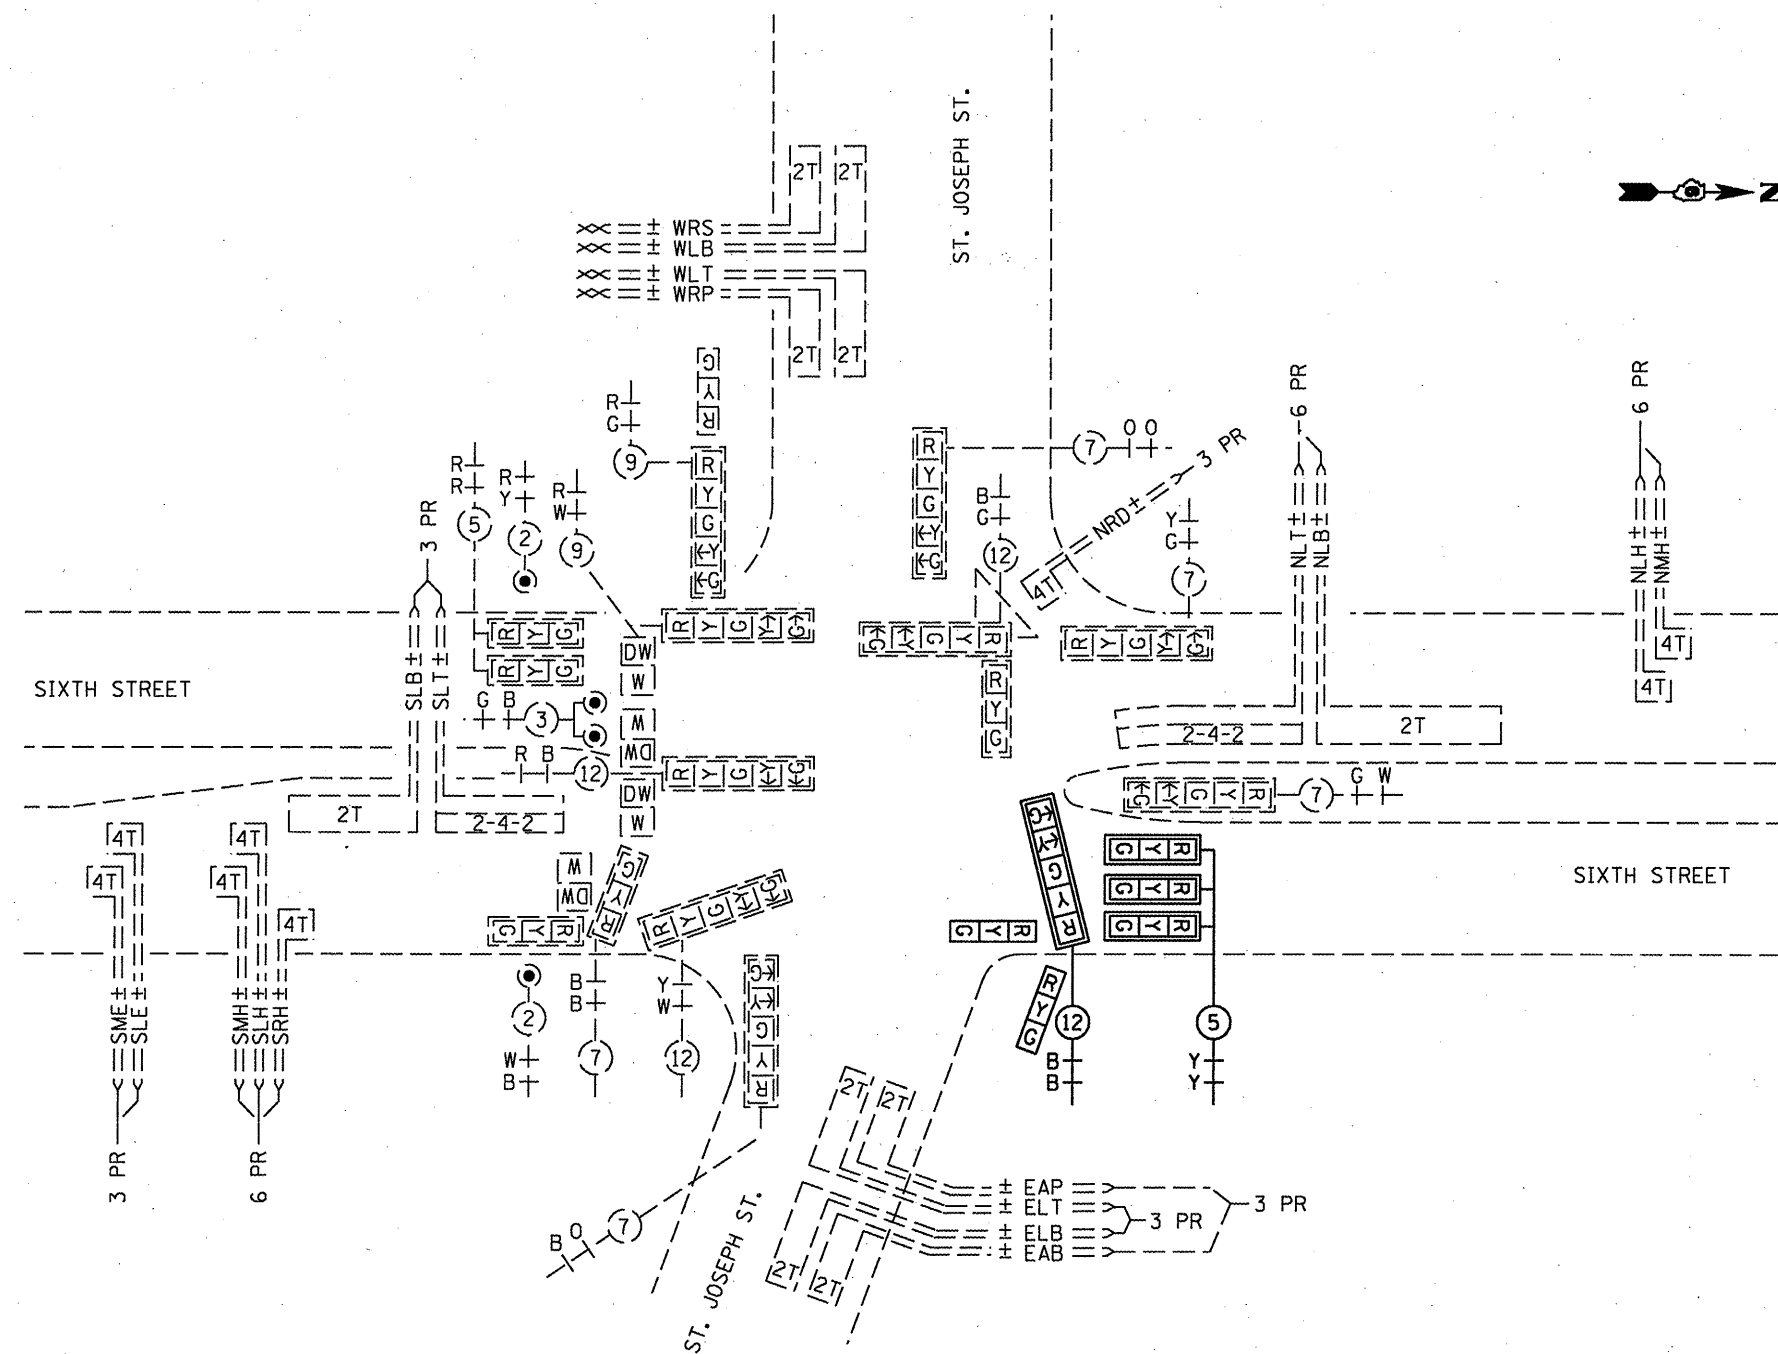 ST. JOSEPH ST.
N
2T 2T
± WRS
± WLB
± WLT
± WRP
2T 2T
G Y R
R
G
9
R Y G Y G
R
R
5
R
Y
2
R
W
9
3 PR
R Y G Y G
7
O O
3 PR
NRD ±
4T
B
G
12
Y
G
7
6 PR
NLT ±
NLB ±
6 PR
NLH ±
NMH ±
4T
4T
SIXTH STREET
SLB ±
SLT ±
R Y G
R Y G
G B
3
R B
12
DW
W
W
DW
DW
W
R Y G Y G
R Y G Y G
G Y G Y R
R Y G Y G
R Y G
2-4-2
2T
2T
2-4-2
G Y G Y R
7
G W
SIXTH STREET
4T
4T
4T
4T
4T
SME ±
SLE ±
SMH ±
SLH ±
SRH ±
3 PR
6 PR
W
DW
G Y R
G Y R
R Y G Y G
2
W
B
B
B
7
Y
W
12
G Y G Y R
B O
7
G Y G Y R
G Y R
G Y R
G Y R
G Y R
R Y G
12
B
B
5
Y
Y
2T 2T
± EAP
± ELT
± ELB
± EAB
3 PR
3 PR
2T 2T
ST. JOSEPH ST.